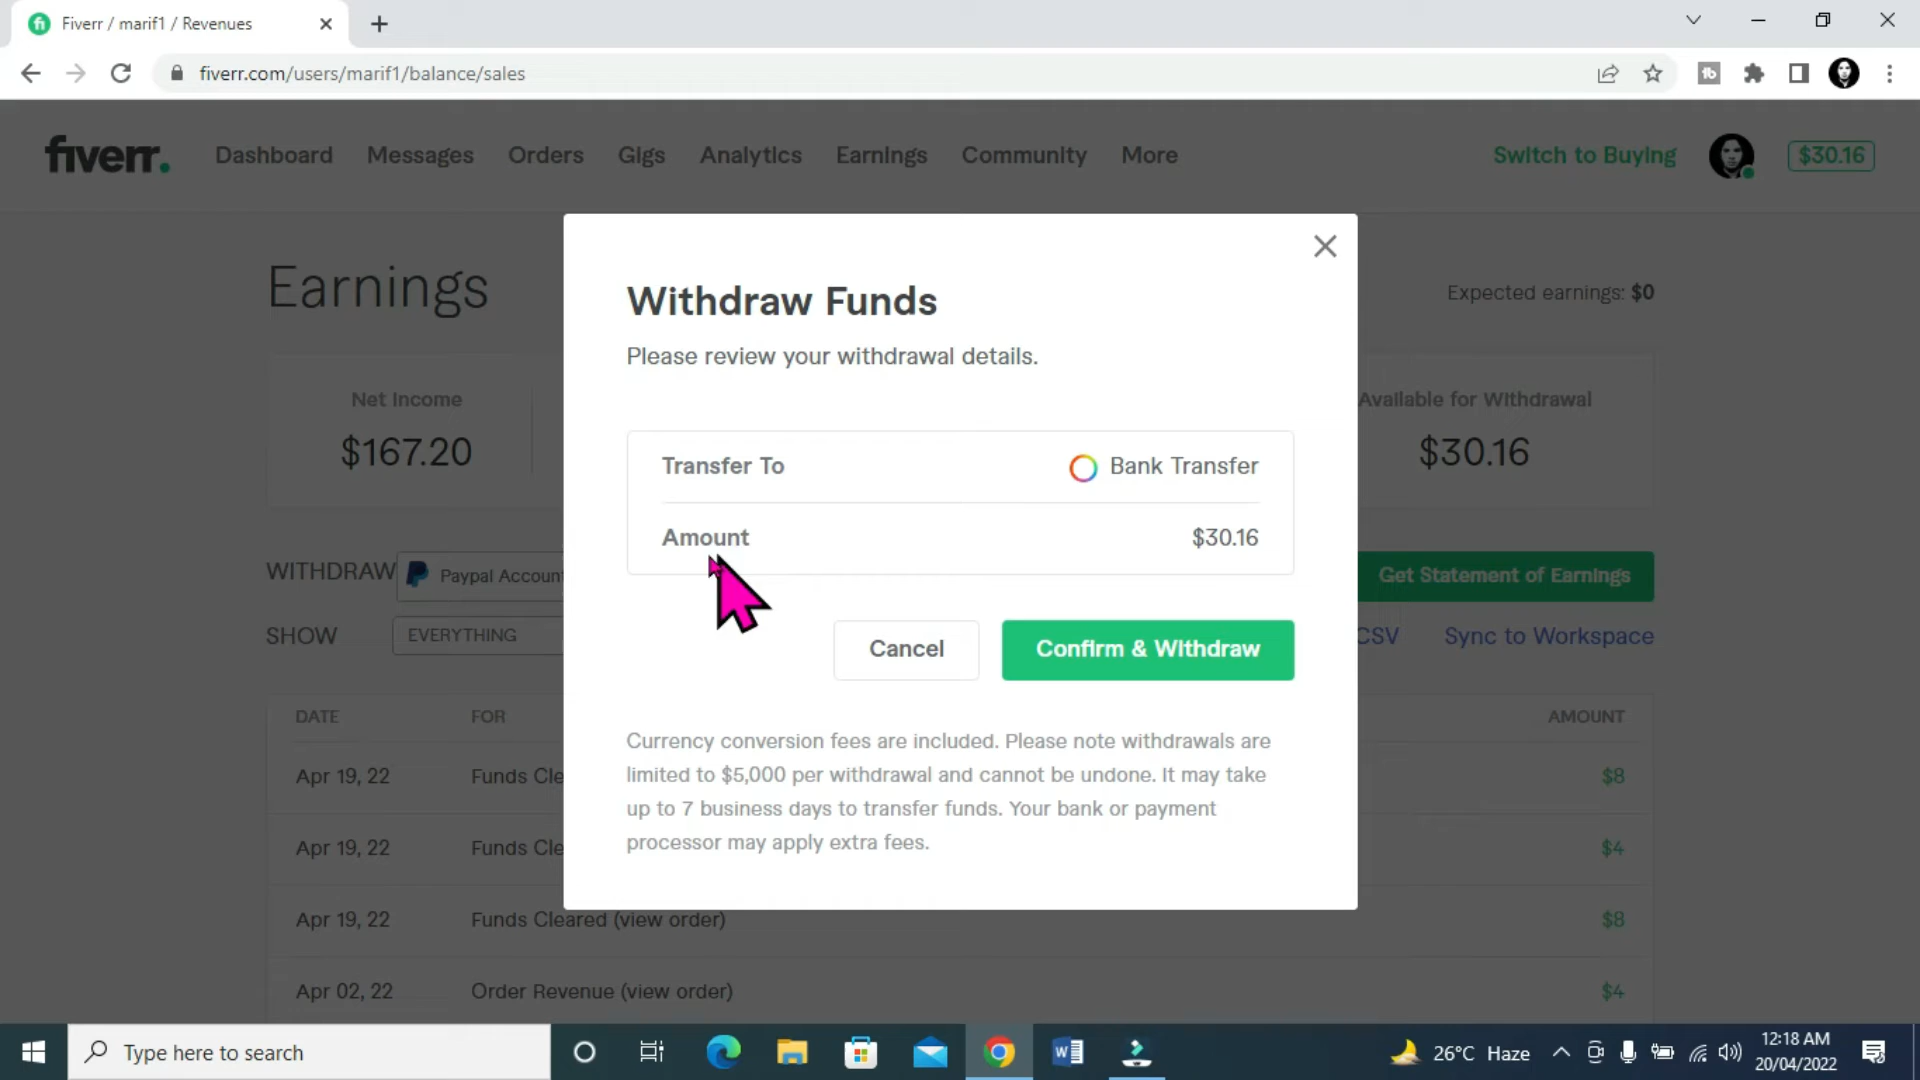 Fiverr / marif1 / Revenues
fiverr.com/users/marif1/balance/sales
fiverr. Dashboard Messages Orders Gigs Analytics Earnings Community More Switch to Buying $30.16
Earnings
Expected earnings: $0
Net Income
$167.20
Available for Withdrawal
$30.16
WITHDRAW Paypal Account
Get Statement of Earnings
SHOW EVERYTHING
CSV Sync to Workspace
DATE FOR AMOUNT
Apr 19, 22 Funds Cle $8
Apr 19, 22 Funds Cle $4
Apr 19, 22 Funds Cleared (view order) $8
Apr 02, 22 Order Revenue (view order) $4
Withdraw Funds
Please review your withdrawal details.
Transfer To Bank Transfer
Amount $30.16
Cancel Confirm & Withdraw
Currency conversion fees are included. Please note withdrawals are
limited to $5,000 per withdrawal and cannot be undone. It may take
up to 7 business days to transfer funds. Your bank or payment
processor may apply extra fees.
Type here to search
26°C Haze
12:18 AM
20/04/2022